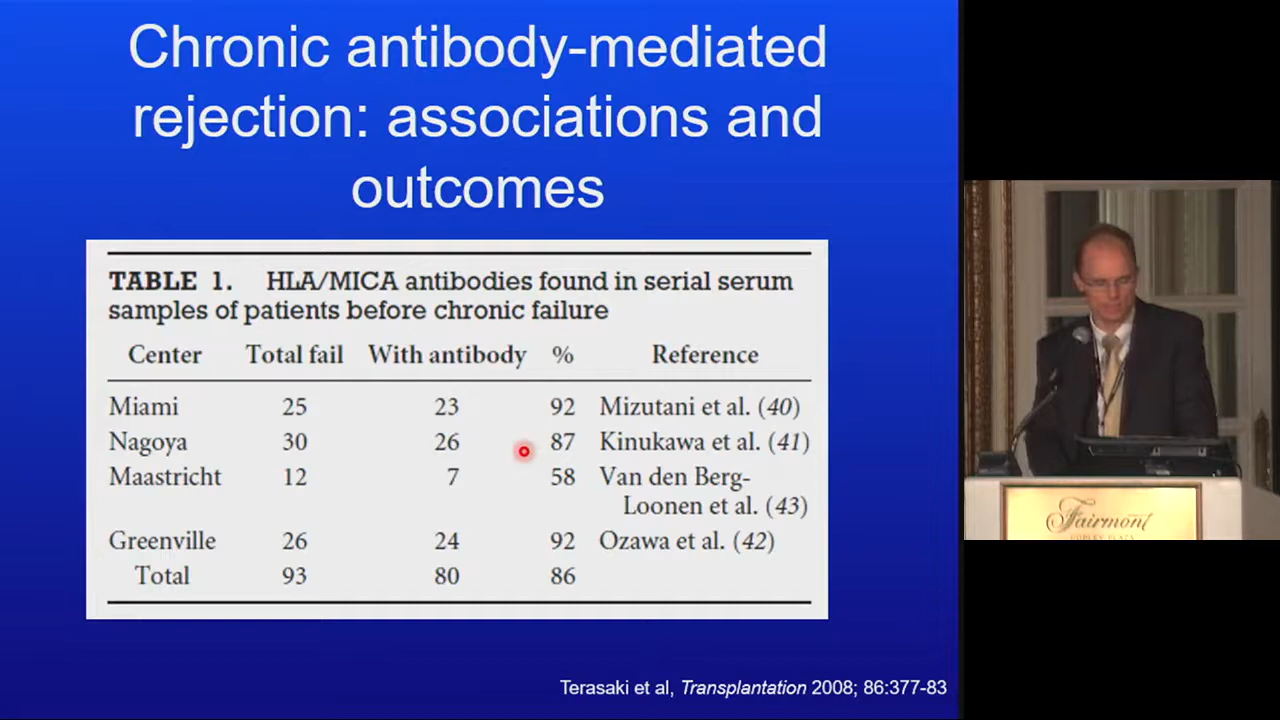 Chronic antibody-mediated
rejection: associations and
outcomes
TABLE 1. HLA/MICA antibodies found in serial serum
samples of patients before chronic failure
Center Total fail With antibody % Reference
Miami 25 23 92 Mizutani et al. (40)
Nagoya 30 26 87 Kinukawa et al. (41)
Maastricht 12 7 58 Van den Berg-
Loonen et al. (43)
Greenville 26 24 92 Ozawa et al. (42)
Total 93 80 86
Terasaki et al, Transplantation 2008; 86:377-83
Fairmont
COPLEY PLAZA